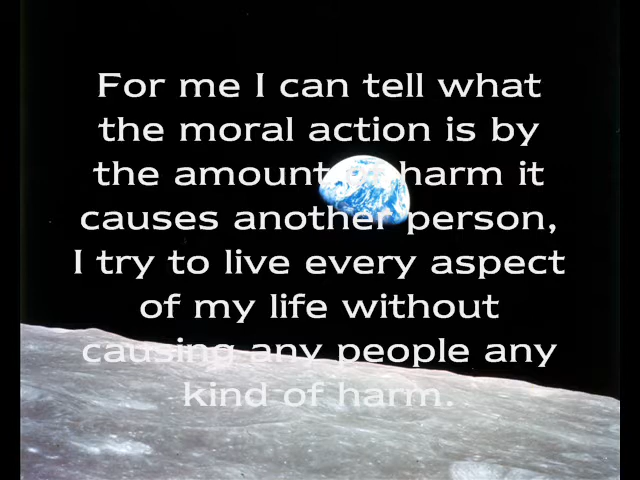 For me I can tell what
the moral action is by
the amount of harm it
causes another person,
I try to live every aspect
of my life without
causing any people any
kind of harm.